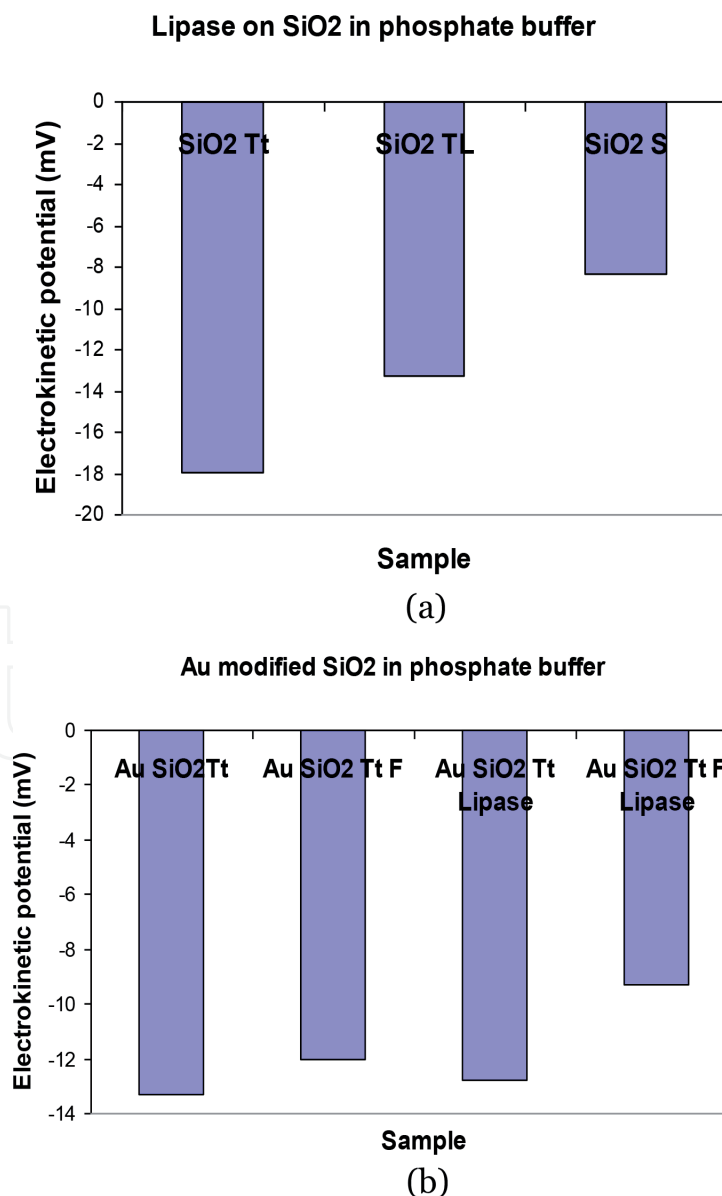 Lipase on SiO2 in phosphate buffer
Electrokinetic potential (mV)
0
-2
-4
-6
-8
-10
-12
-14
-16
-18
-20
SiO2 Tt SiO2 TL SiO2 S
Sample
(a)
Au modified SiO2 in phosphate buffer
Electrokinetic potential (mV)
0
-2
-4
-6
-8
-10
-12
-14
Au SiO2Tt Au SiO2 Tt F Au SiO2 Tt Au SiO2 Tt F
Lipase Lipase
Sample
(b)